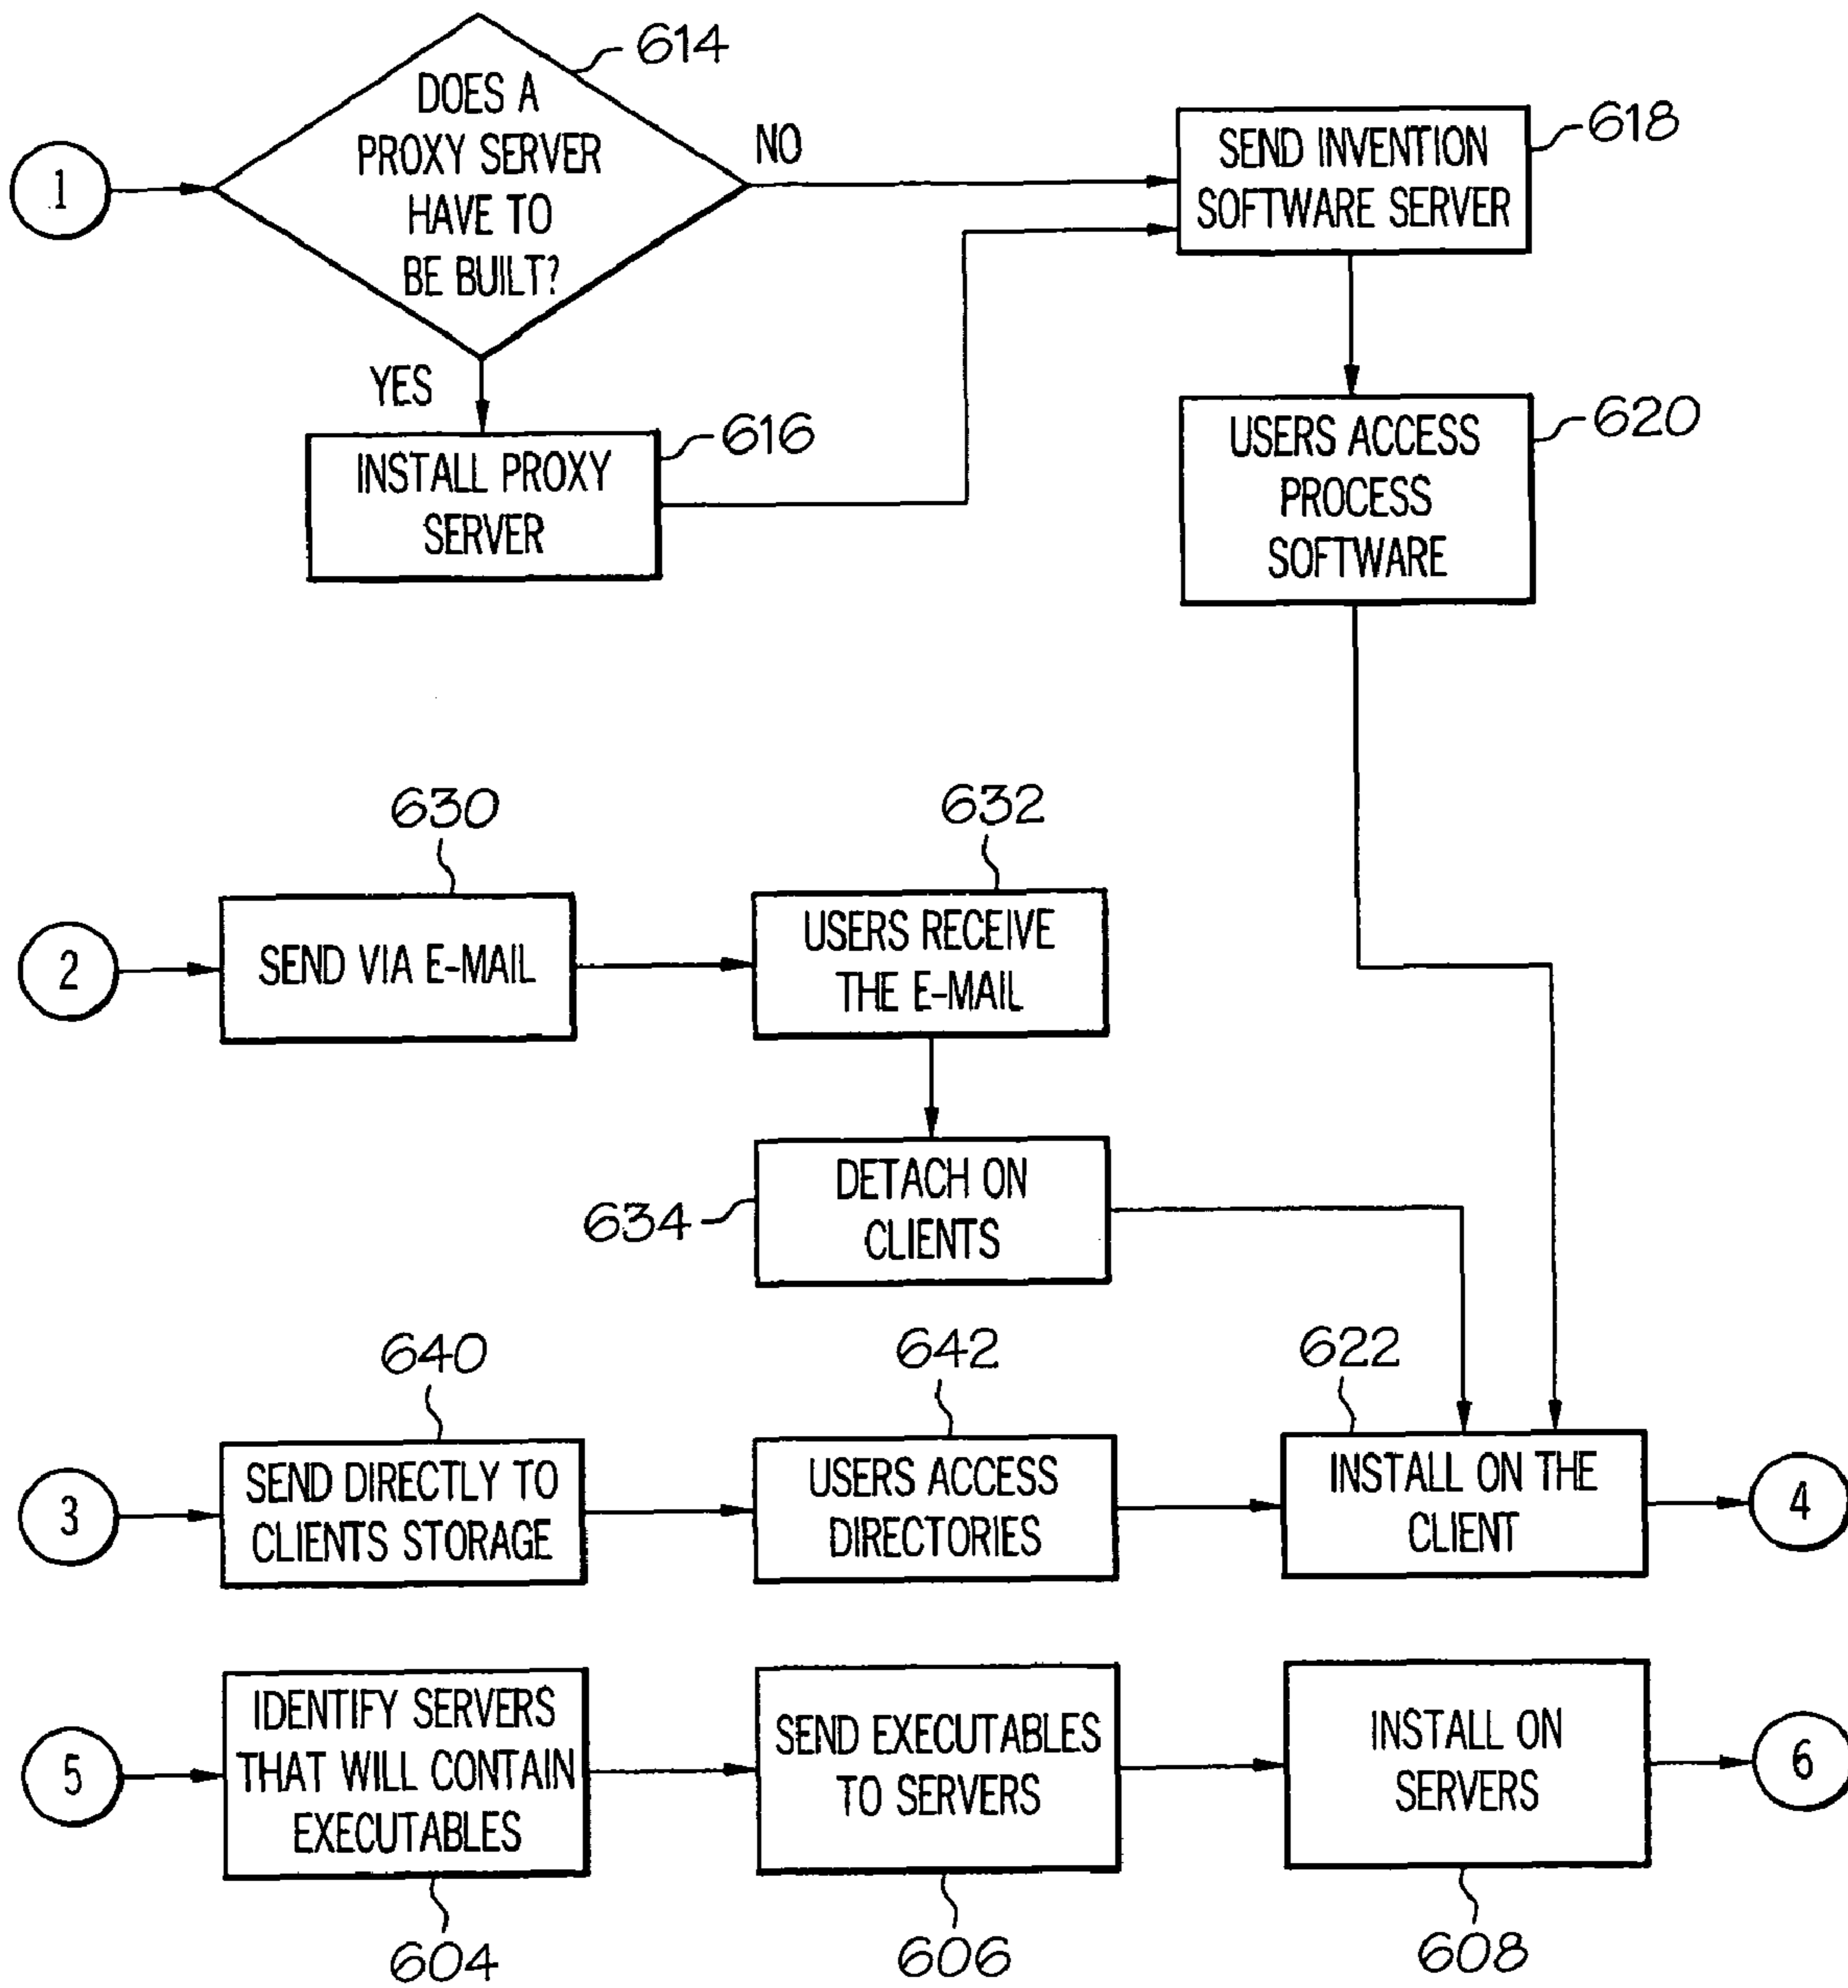 614
DOES A
PROXY SERVER
HAVE TO
BE BUILT?
1
NO
YES
618
SEND INVENTION
SOFTWARE SERVER
616
INSTALL PROXY
SERVER
620
USERS ACCESS
PROCESS
SOFTWARE
630
632
2
SEND VIA E-MAIL
USERS RECEIVE
THE E-MAIL
634
DETACH ON
CLIENTS
640
642
622
3
SEND DIRECTLY TO
CLIENTS STORAGE
USERS ACCESS
DIRECTORIES
INSTALL ON THE
CLIENT
4
5
IDENTIFY SERVERS
THAT WILL CONTAIN
EXECUTABLES
SEND EXECUTABLES
TO SERVERS
INSTALL ON
SERVERS
6
604
606
608